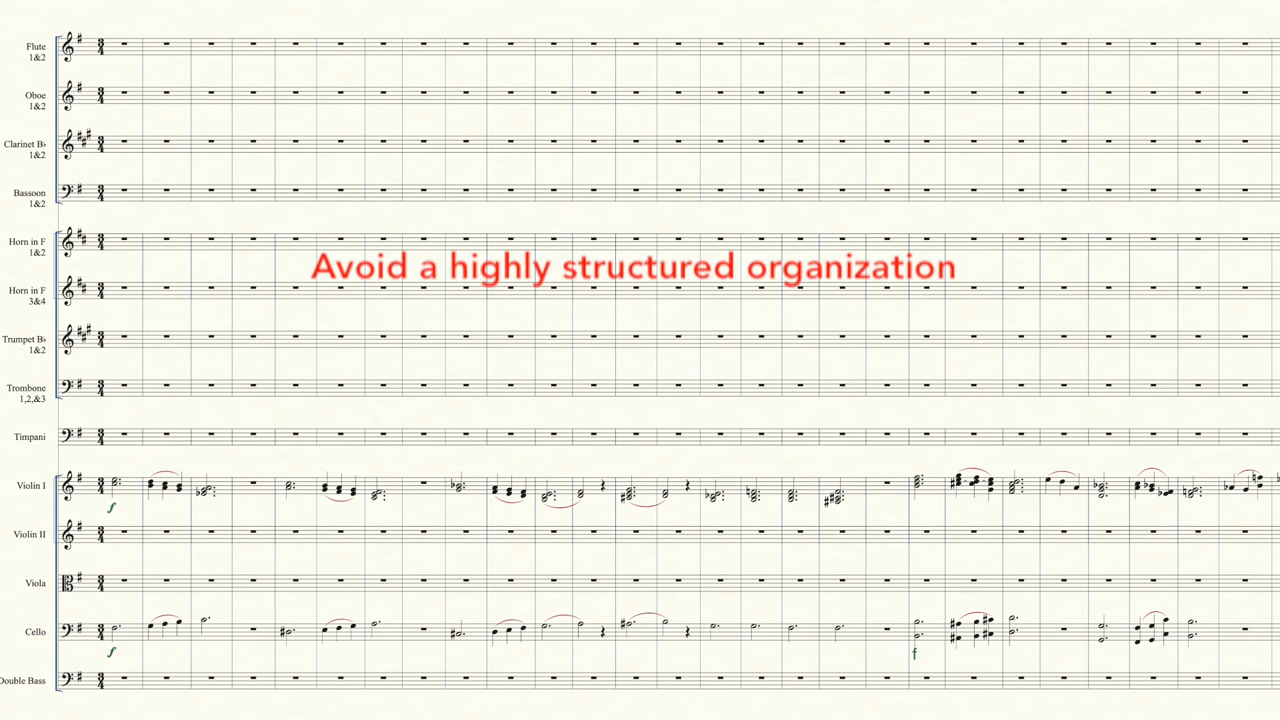 Flute
1&2
Oboe
1&2
Clarinet B♭
1&2
Bassoon
1&2
Horn in F
1&2
Avoid a highly structured organization
Horn in F
3&4
Trumpet B♭
1&2
Trombone
1,2,&3
Timpani
Violin I
f
Violin II
Viola
Cello
f
f
Double Bass